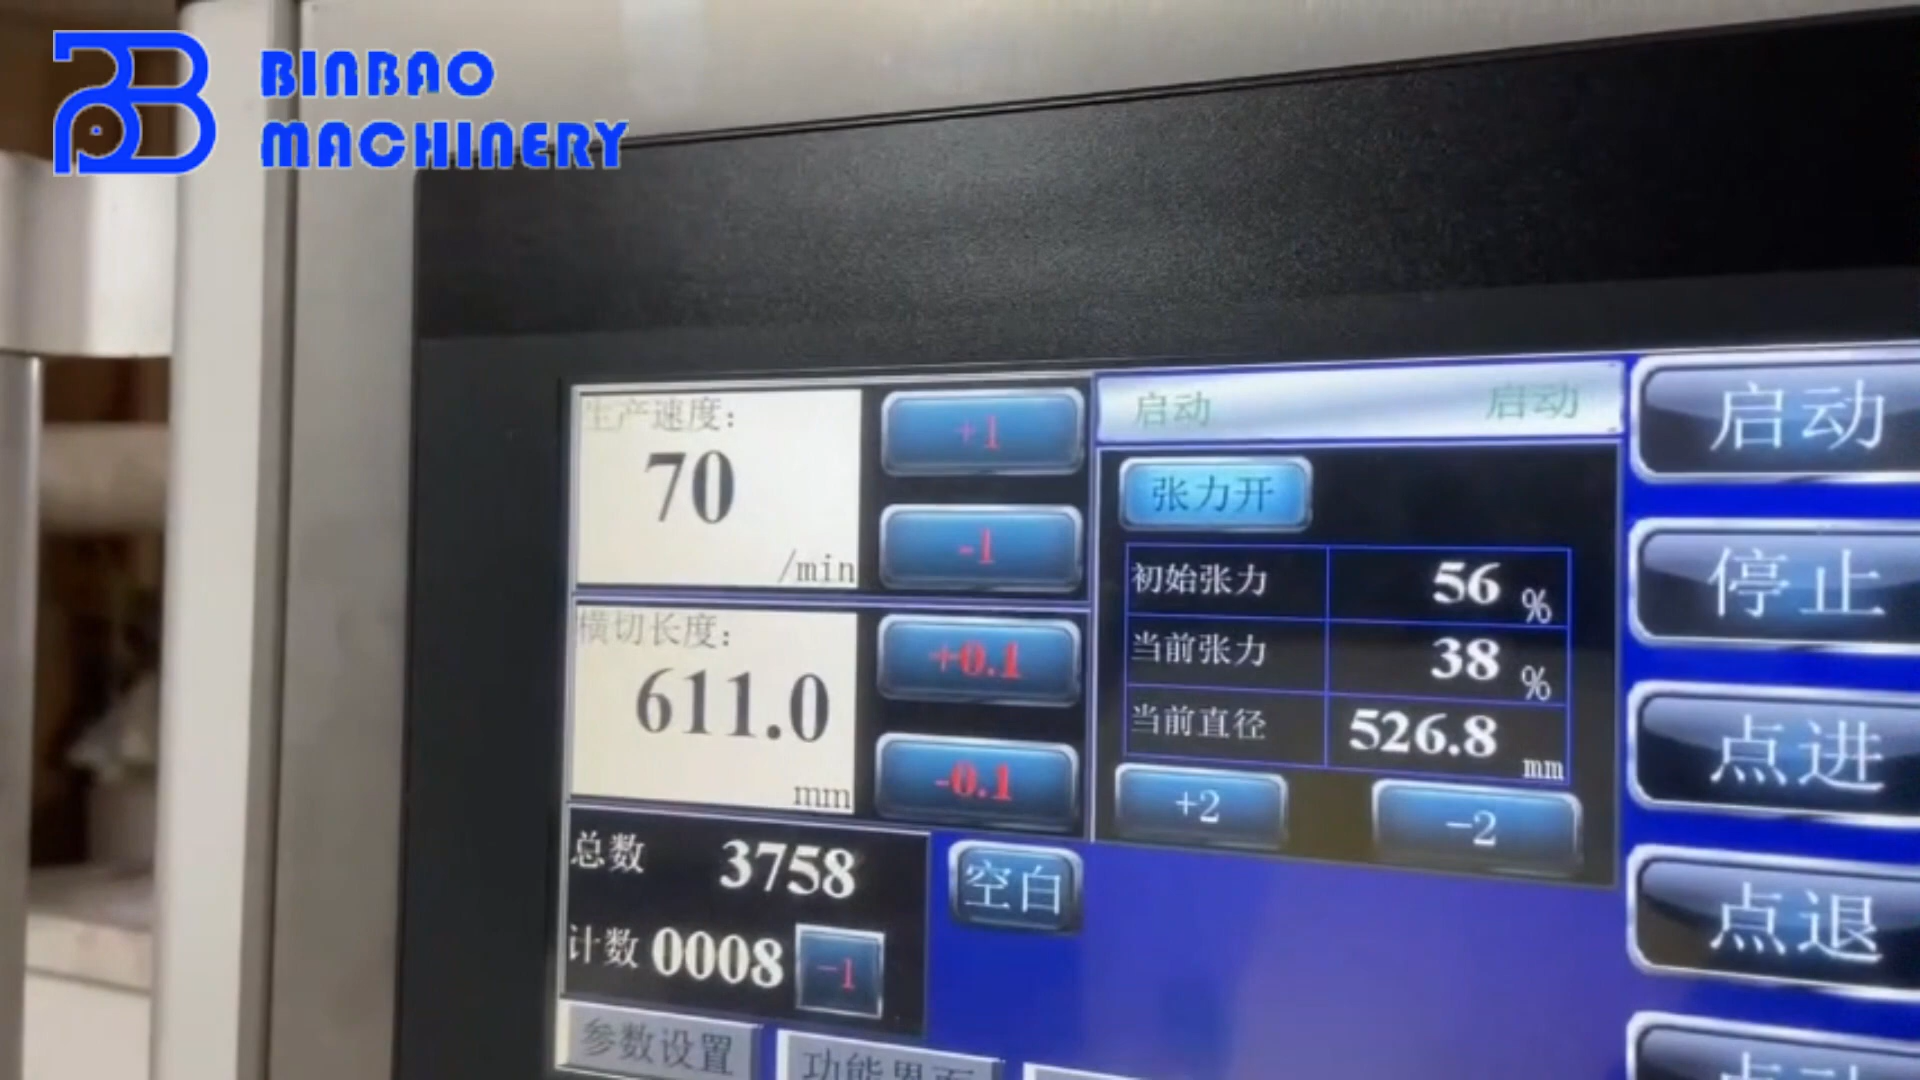 BINBAO
MACHINERY
生产速度:
70
/min
+1
-1
横切长度:
611.0
mm
+0.1
-0.1
总数 3758
计数 0008 -1
空白
参数设置
功能界面
启动 启动
张力开
初始张力 56 %
当前张力 38 %
当前直径 526.8 mm
+2 -2
启动
停止
点进
点退